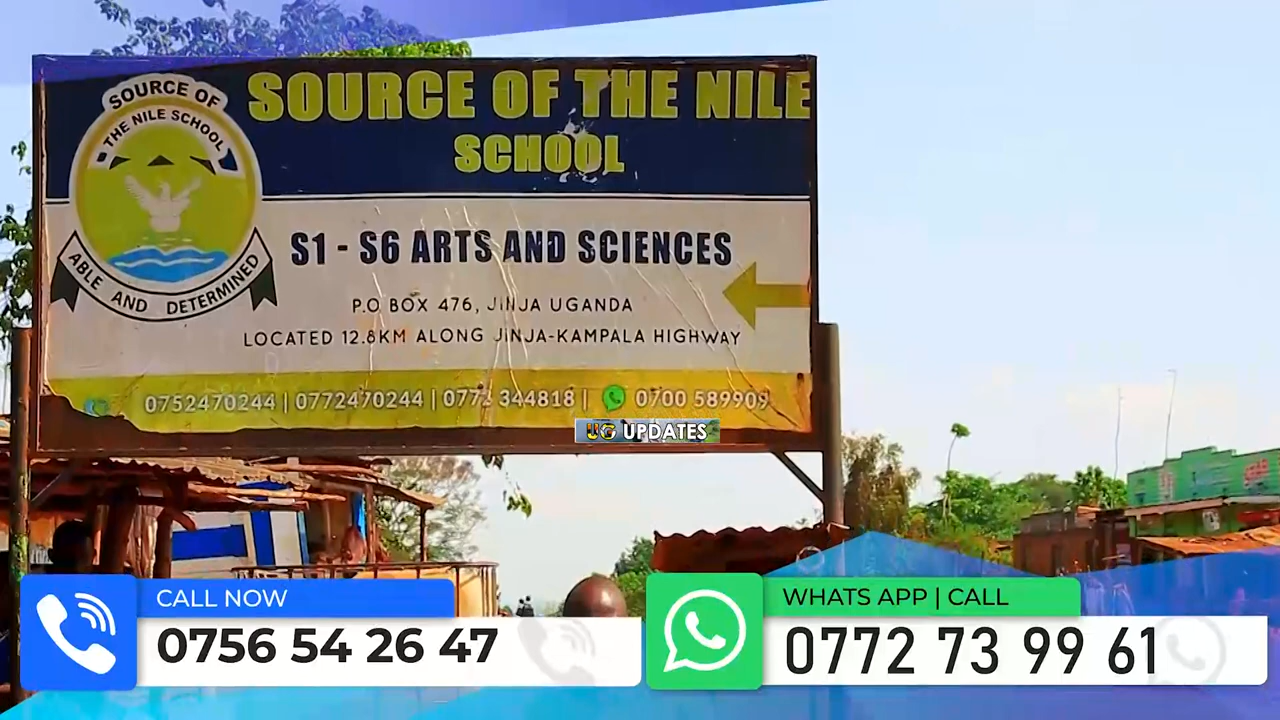 SOURCE OF
THE NILE SCHOOL
ABLE AND DETERMINED
SOURCE OF THE NILE
SCHOOL
S1 - S6 ARTS AND SCIENCES
P.O BOX 476, JINJA UGANDA
LOCATED 12.8KM ALONG JINJA-KAMPALA HIGHWAY
0752470244 | 0772470244 | 0772 344818 | 0700 589909
UG UPDATES
CALL NOW
0756 54 26 47
WHATS APP | CALL
0772 73 99 61